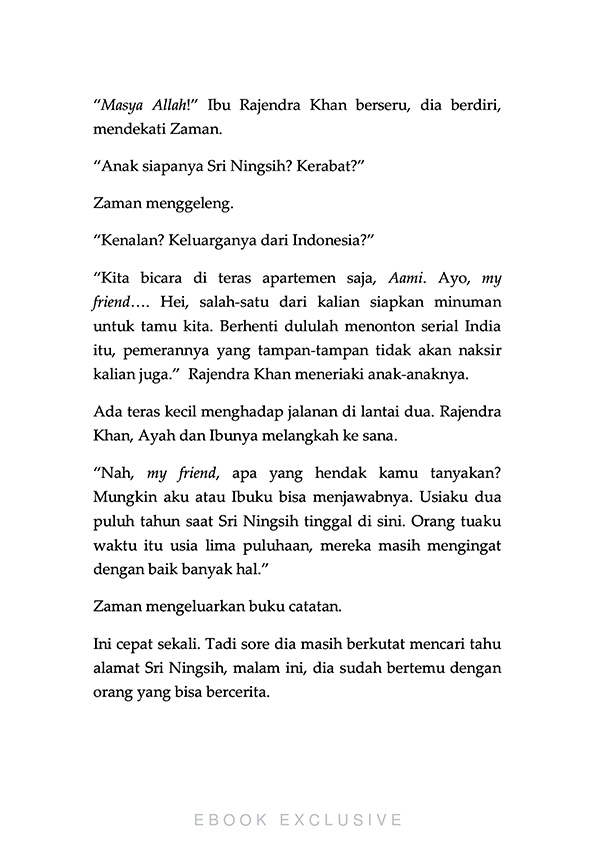 “Masya Allah!” Ibu Rajendra Khan berseru, dia berdiri,
mendekati Zaman.
“Anak siapanya Sri Ningsih? Kerabat?”
Zaman menggeleng.
“Kenalan? Keluarganya dari Indonesia?”
“Kita bicara di teras apartemen saja, Aami. Ayo, my
friend…. Hei, salah-satu dari kalian siapkan minuman
untuk tamu kita. Berhenti dululah menonton serial India
itu, pemerannya yang tampan-tampan tidak akan naksir
kalian juga.”  Rajendra Khan meneriaki anak-anaknya.
Ada teras kecil menghadap jalanan di lantai dua. Rajendra
Khan, Ayah dan Ibunya melangkah ke sana.
“Nah, my friend, apa yang hendak kamu tanyakan?
Mungkin aku atau Ibuku bisa menjawabnya. Usiaku dua
puluh tahun saat Sri Ningsih tinggal di sini. Orang tuaku
waktu itu usia lima puluhaan, mereka masih mengingat
dengan baik banyak hal.”
Zaman mengeluarkan buku catatan.
Ini cepat sekali. Tadi sore dia masih berkutat mencari tahu
alamat Sri Ningsih, malam ini, dia sudah bertemu dengan
orang yang bisa bercerita.
EBOOK EXCLUSIVE